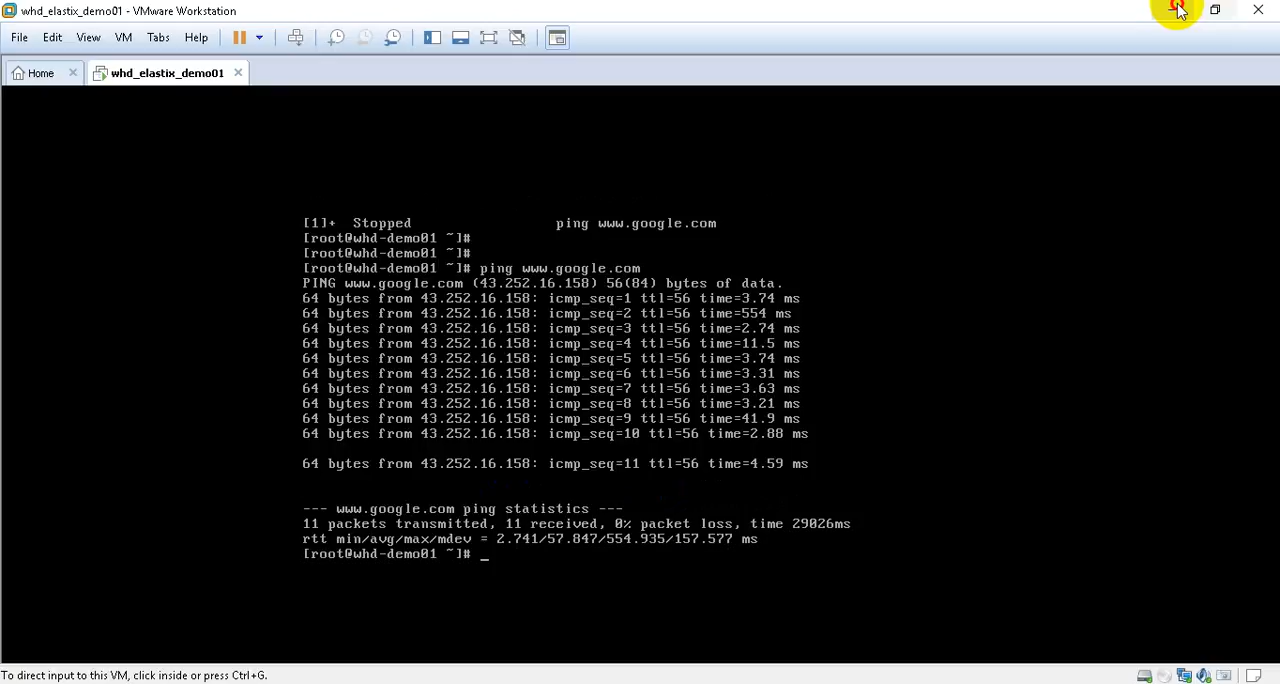 whd_elastix_demo01 - VMware Workstation
File Edit View VM Tabs Help
Home whd_elastix_demo01
[1]+ Stopped ping www.google.com
[root@whd-demo01 ~]#
[root@whd-demo01 ~]#
[root@whd-demo01 ~]# ping www.google.com
PING www.google.com (43.252.16.158) 56(84) bytes of data.
64 bytes from 43.252.16.158: icmp_seq=1 ttl=56 time=3.74 ms
64 bytes from 43.252.16.158: icmp_seq=2 ttl=56 time=554 ms
64 bytes from 43.252.16.158: icmp_seq=3 ttl=56 time=2.74 ms
64 bytes from 43.252.16.158: icmp_seq=4 ttl=56 time=11.5 ms
64 bytes from 43.252.16.158: icmp_seq=5 ttl=56 time=3.74 ms
64 bytes from 43.252.16.158: icmp_seq=6 ttl=56 time=3.31 ms
64 bytes from 43.252.16.158: icmp_seq=7 ttl=56 time=3.63 ms
64 bytes from 43.252.16.158: icmp_seq=8 ttl=56 time=3.21 ms
64 bytes from 43.252.16.158: icmp_seq=9 ttl=56 time=41.9 ms
64 bytes from 43.252.16.158: icmp_seq=10 ttl=56 time=2.88 ms
64 bytes from 43.252.16.158: icmp_seq=11 ttl=56 time=4.59 ms
--- www.google.com ping statistics ---
11 packets transmitted, 11 received, 0% packet loss, time 29026ms
rtt min/avg/max/mdev = 2.741/57.847/554.935/157.577 ms
[root@whd-demo01 ~]# _
To direct input to this VM, click inside or press Ctrl+G.